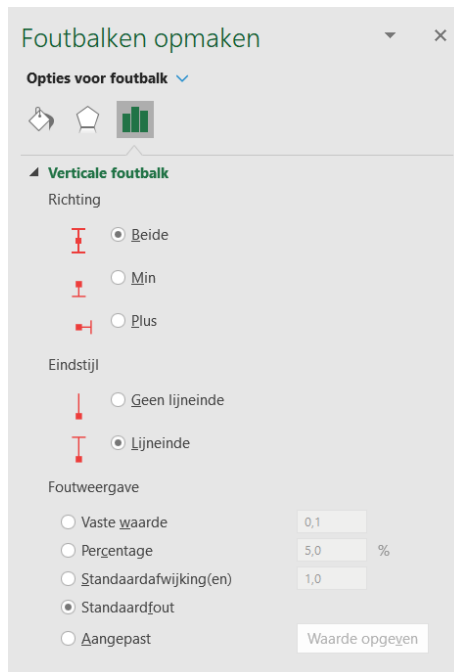 Foutbalken opmaken
Opties voor foutbalk
Verticale foutbalk
Richting
Beide
Min
Plus
Eindstijl
Geen lijneinde
Lijneinde
Foutweergave
Vaste waarde 0,1
Percentage 5,0 %
Standaardafwijking(en) 1,0
Standaardfout
Aangepast Waarde opgeven